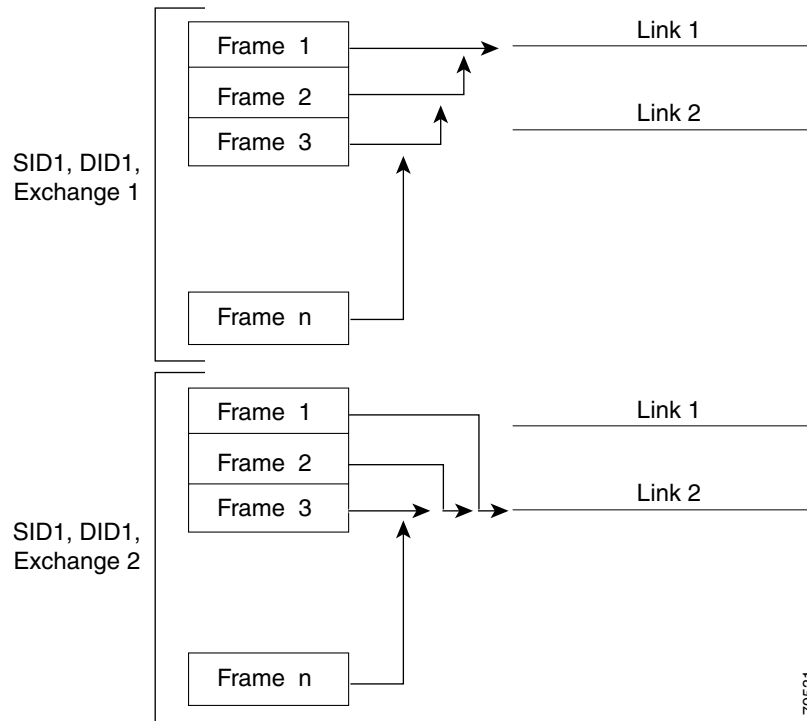 Frame 1
Frame 2
Frame 3
SID1, DID1,
Exchange 1
Frame n
Link 1
Link 2
Frame 1
Frame 2
Frame 3
SID1, DID1,
Exchange 2
Frame n
Link 1
Link 2